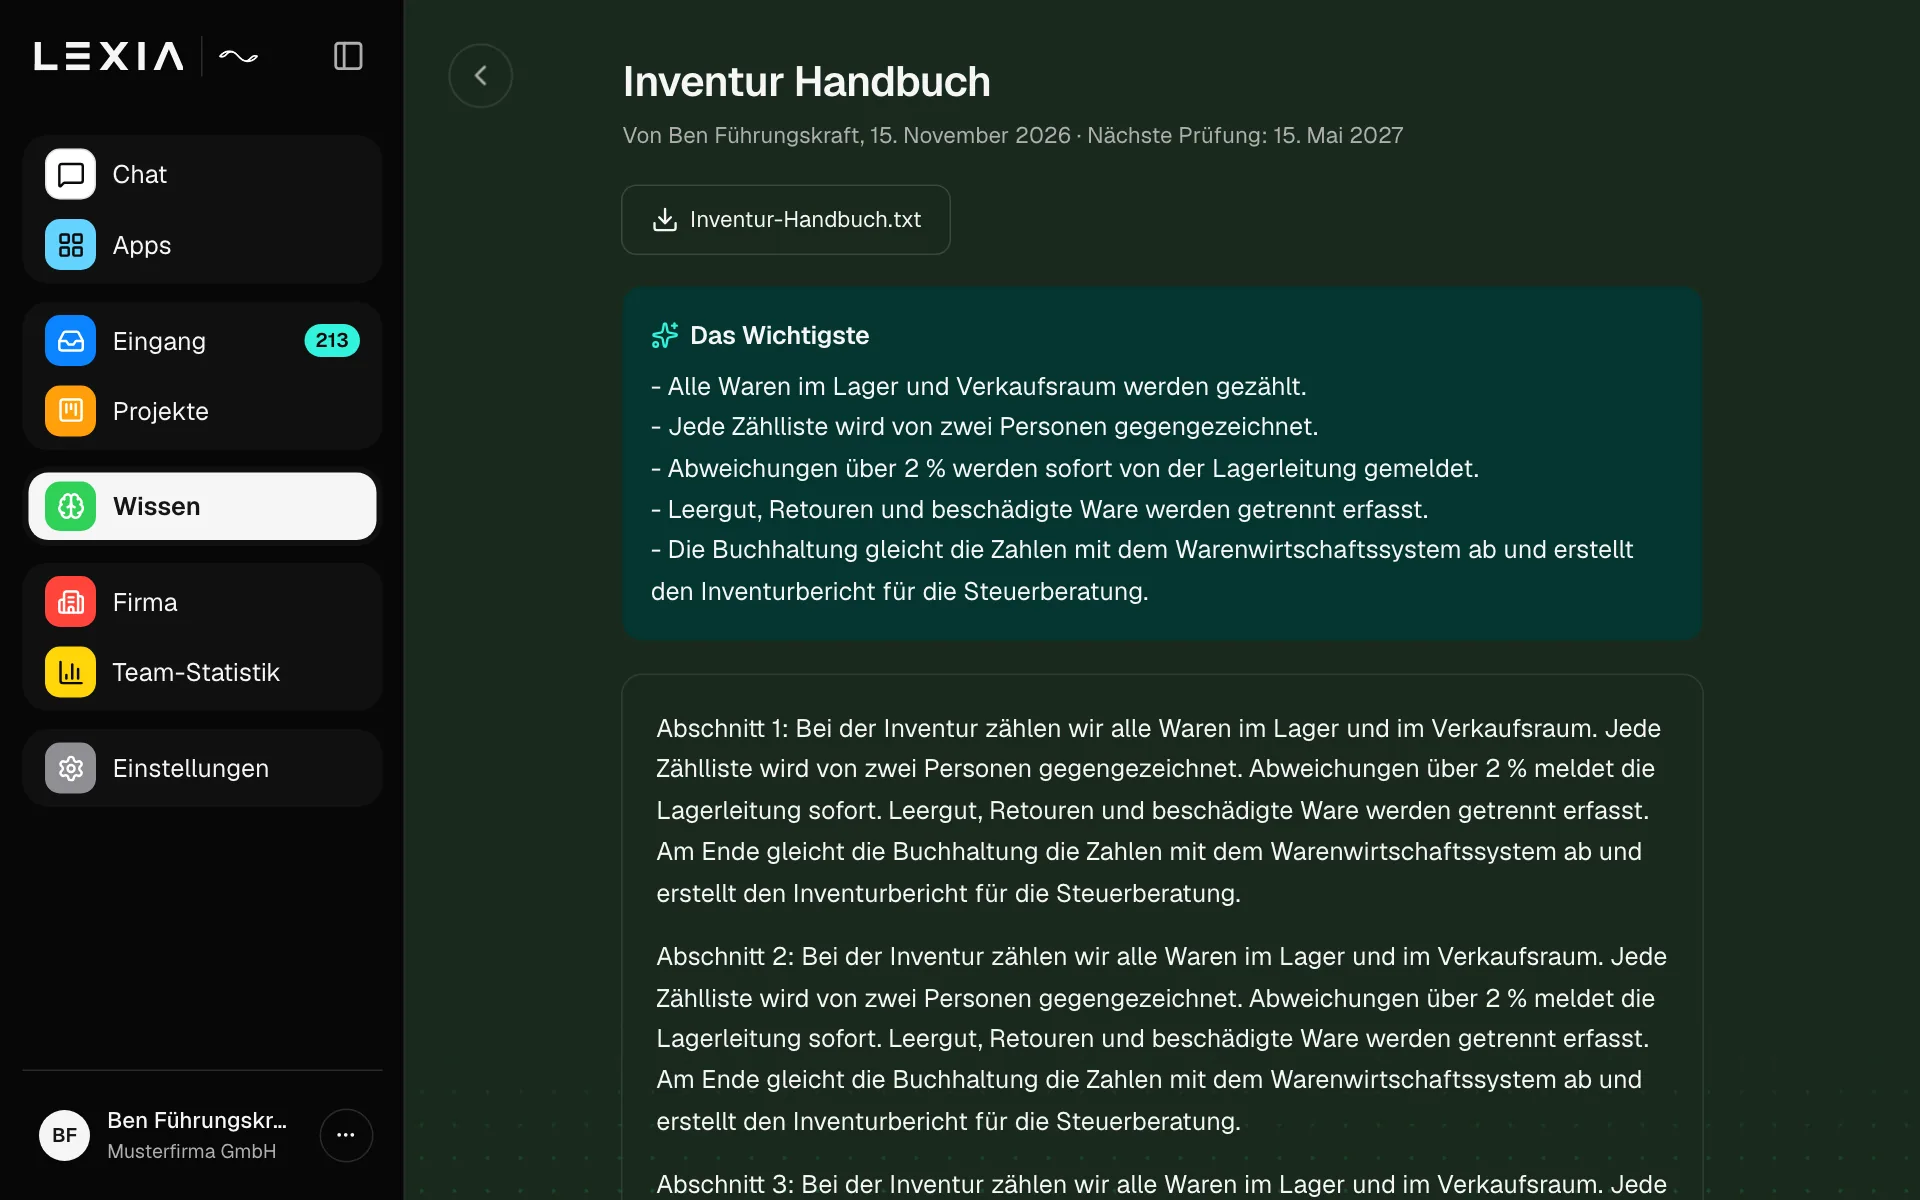 LEXIA
Chat
Apps
Eingang 213
Projekte
Wissen
Firma
Team-Statistik
Einstellungen
BF
Ben Führungskr...
Musterfirma GmbH
Inventur Handbuch
Von Ben Führungskraft, 15. November 2026 · Nächste Prüfung: 15. Mai 2027
Inventur-Handbuch.txt
Das Wichtigste
- Alle Waren im Lager und Verkaufsraum werden gezählt.
- Jede Zählliste wird von zwei Personen gegengezeichnet.
- Abweichungen über 2 % werden sofort von der Lagerleitung gemeldet.
- Leergut, Retouren und beschädigte Ware werden getrennt erfasst.
- Die Buchhaltung gleicht die Zahlen mit dem Warenwirtschaftssystem ab und erstellt
den Inventurbericht für die Steuerberatung.
Abschnitt 1: Bei der Inventur zählen wir alle Waren im Lager und im Verkaufsraum. Jede
Zählliste wird von zwei Personen gegengezeichnet. Abweichungen über 2 % meldet die
Lagerleitung sofort. Leergut, Retouren und beschädigte Ware werden getrennt erfasst.
Am Ende gleicht die Buchhaltung die Zahlen mit dem Warenwirtschaftssystem ab und
erstellt den Inventurbericht für die Steuerberatung.
Abschnitt 2: Bei der Inventur zählen wir alle Waren im Lager und im Verkaufsraum. Jede
Zählliste wird von zwei Personen gegengezeichnet. Abweichungen über 2 % meldet die
Lagerleitung sofort. Leergut, Retouren und beschädigte Ware werden getrennt erfasst.
Am Ende gleicht die Buchhaltung die Zahlen mit dem Warenwirtschaftssystem ab und
erstellt den Inventurbericht für die Steuerberatung.
Abschnitt 3: Bei der Inventur zählen wir alle Waren im Lager und im Verkaufsraum. Jede